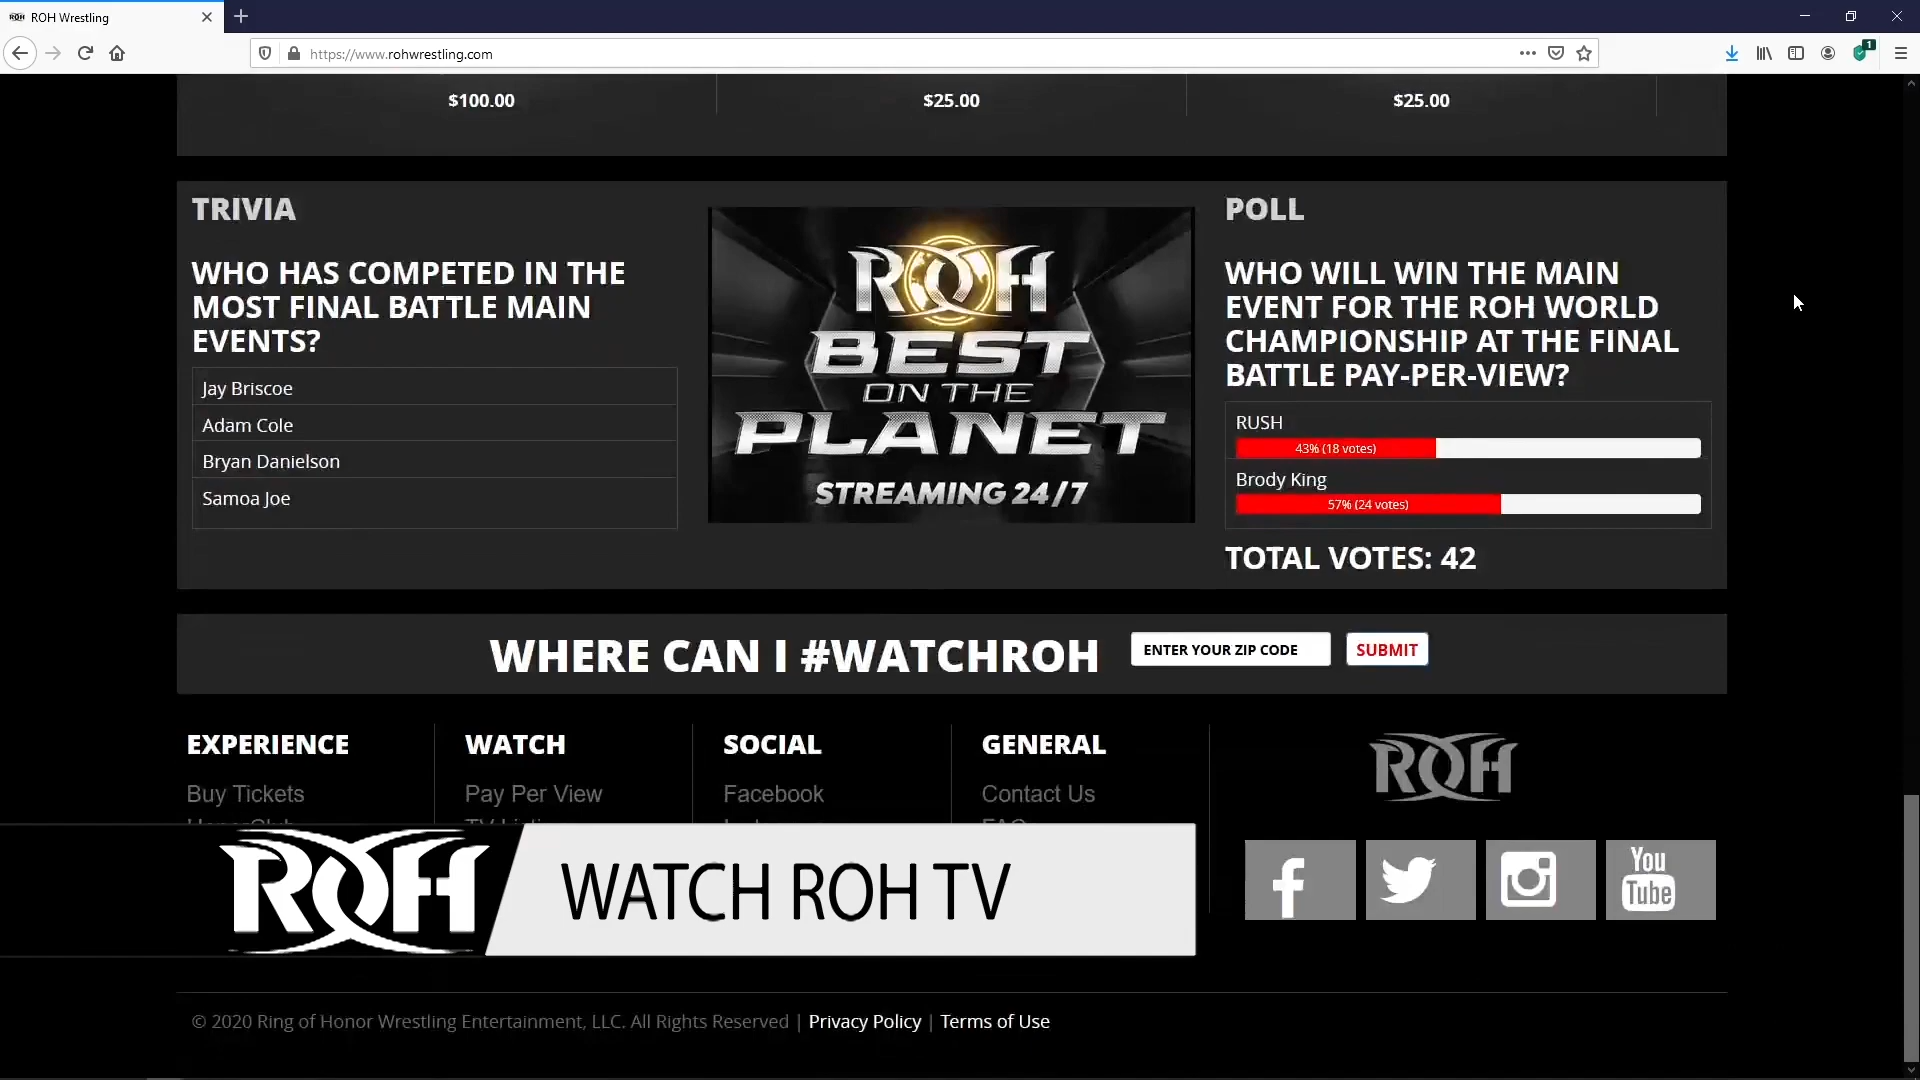 ROH Wrestling
https://www.rohwrestling.com
1
$100.00
$25.00
$25.00
TRIVIA
WHO HAS COMPETED IN THE
MOST FINAL BATTLE MAIN
EVENTS?
Jay Briscoe
Adam Cole
Bryan Danielson
Samoa Joe
ROH
BEST
ON THE
PLANET
STREAMING 24/7
POLL
WHO WILL WIN THE MAIN
EVENT FOR THE ROH WORLD
CHAMPIONSHIP AT THE FINAL
BATTLE PAY-PER-VIEW?
RUSH
43% (18 votes)
Brody King
57% (24 votes)
TOTAL VOTES: 42
WHERE CAN I #WATCHROH
ENTER YOUR ZIP CODE
SUBMIT
EXPERIENCE
Buy Tickets
WATCH
Pay Per View
SOCIAL
Facebook
GENERAL
Contact Us
FAQ
ROH
You
Tube
ROH
WATCH ROH TV
© 2020 Ring of Honor Wrestling Entertainment, LLC. All Rights Reserved | Privacy Policy | Terms of Use